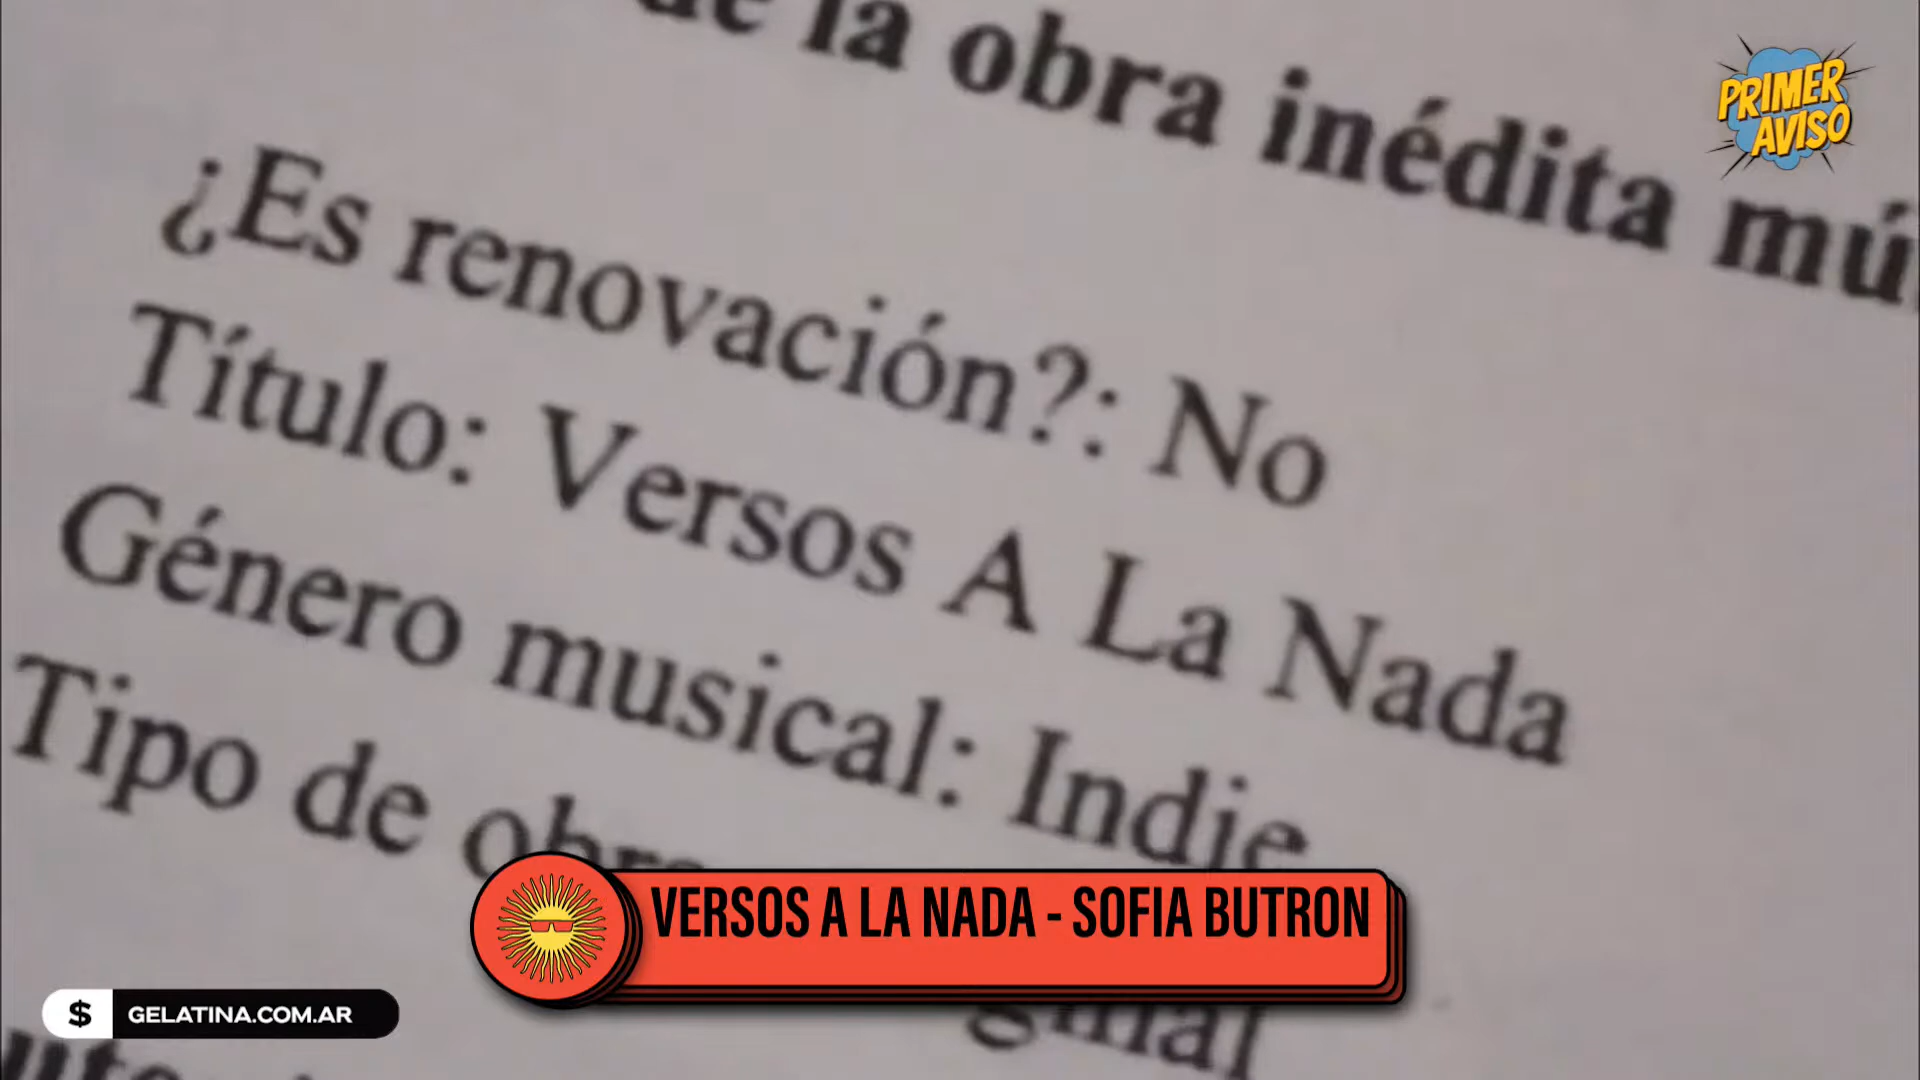 de la obra inédita
PRIMER
AVISO
¿Es renovación?: No
Título: Versos A La Nada
Género musical: Indie
Tipo de obra
VERSOS A LA NADA - SOFIA BUTRON
$ GELATINA.COM.AR